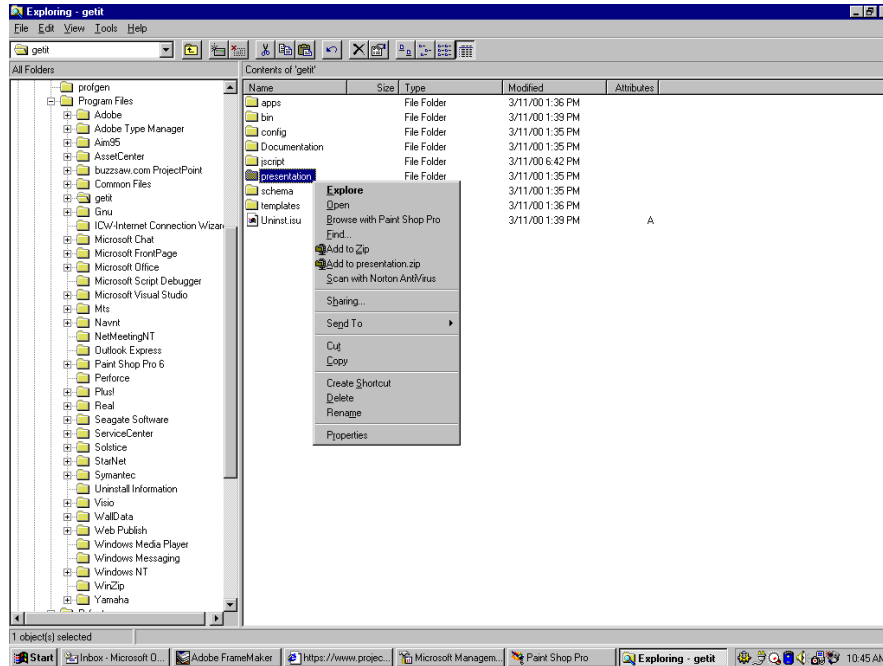 Exploring - getit
File Edit View Tools Help
getit
All Folders
Contents of 'getit'
profgen
Program Files
Adobe
Adobe Type Manager
Aim95
AssetCenter
buzzsaw.com ProjectPoint
Common Files
getit
Gnu
ICW-Internet Connection Wizar
Microsoft Chat
Microsoft FrontPage
Microsoft Office
Microsoft Script Debugger
Microsoft Visual Studio
Mts
Navnt
NetMeetingNT
Outlook Express
Paint Shop Pro 6
Perforce
Plus!
Real
Seagate Software
ServiceCenter
Solstice
StarNet
Symantec
Uninstall Information
Visio
WallData
Web Publish
Windows Media Player
Windows Messaging
Windows NT
WinZip
Yamaha
Name Size Type Modified Attributes
apps File Folder 3/11/00 1:36 PM
bin File Folder 3/11/00 1:39 PM
config File Folder 3/11/00 1:35 PM
Documentation File Folder 3/11/00 1:35 PM
jscript File Folder 3/11/00 6:42 PM
presentation File Folder 3/11/00 1:35 PM
schema 3/11/00 1:35 PM
templates 3/11/00 1:36 PM
Uninst.isu 3/11/00 1:39 PM A
Explore
Open
Browse with Paint Shop Pro
Find...
Add to Zip
Add to presentation.zip
Scan with Norton AntiVirus
Sharing...
Send To
Cut
Copy
Create Shortcut
Delete
Rename
Properties
1 object(s) selected
Start Inbox - Microsoft O... Adobe FrameMaker https://www.projec... Microsoft Managem... Paint Shop Pro Exploring - getit 10:45 AM